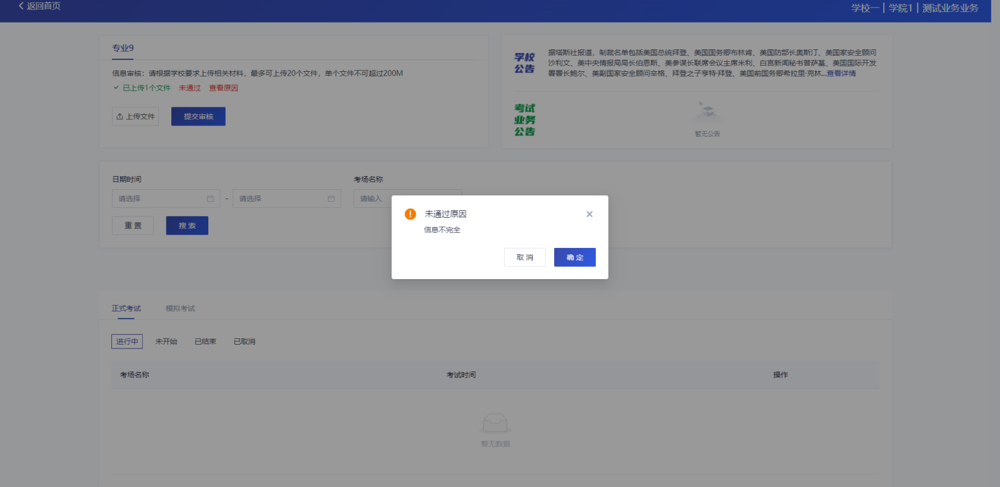 返回首页
学校一 | 学院1 | 测试业务业务
专业9
信息审核：请根据学校要求上传相关材料，最多可上传20个文件，单个文件不可超过200M
已上传1个文件 未通过 查看原因
上传文件 提交审核
学校
公告
据塔斯社报道，制裁名单包括美国总统拜登、美国国务卿布林肯、美国防部长奥斯汀、美国家安全顾问
沙利文、美中央情报局局长伯恩斯、美参谋长联席会议主席米利、白宫新闻秘书普萨基、美国国际开发
署署长鲍尔、美副国家安全顾问辛格、拜登之子亨特·拜登、美国前国务卿希拉里·克林...查看详情
考试
业务
公告
暂无公告
日期时间 考场名称
请选择 - 请选择 请输入
重 置 搜 索
未通过原因
信息不完全
取 消 确 定
正式考试 模拟考试
进行中 未开始 已结束 已取消
考场名称 考试时间 操作
暂无数据